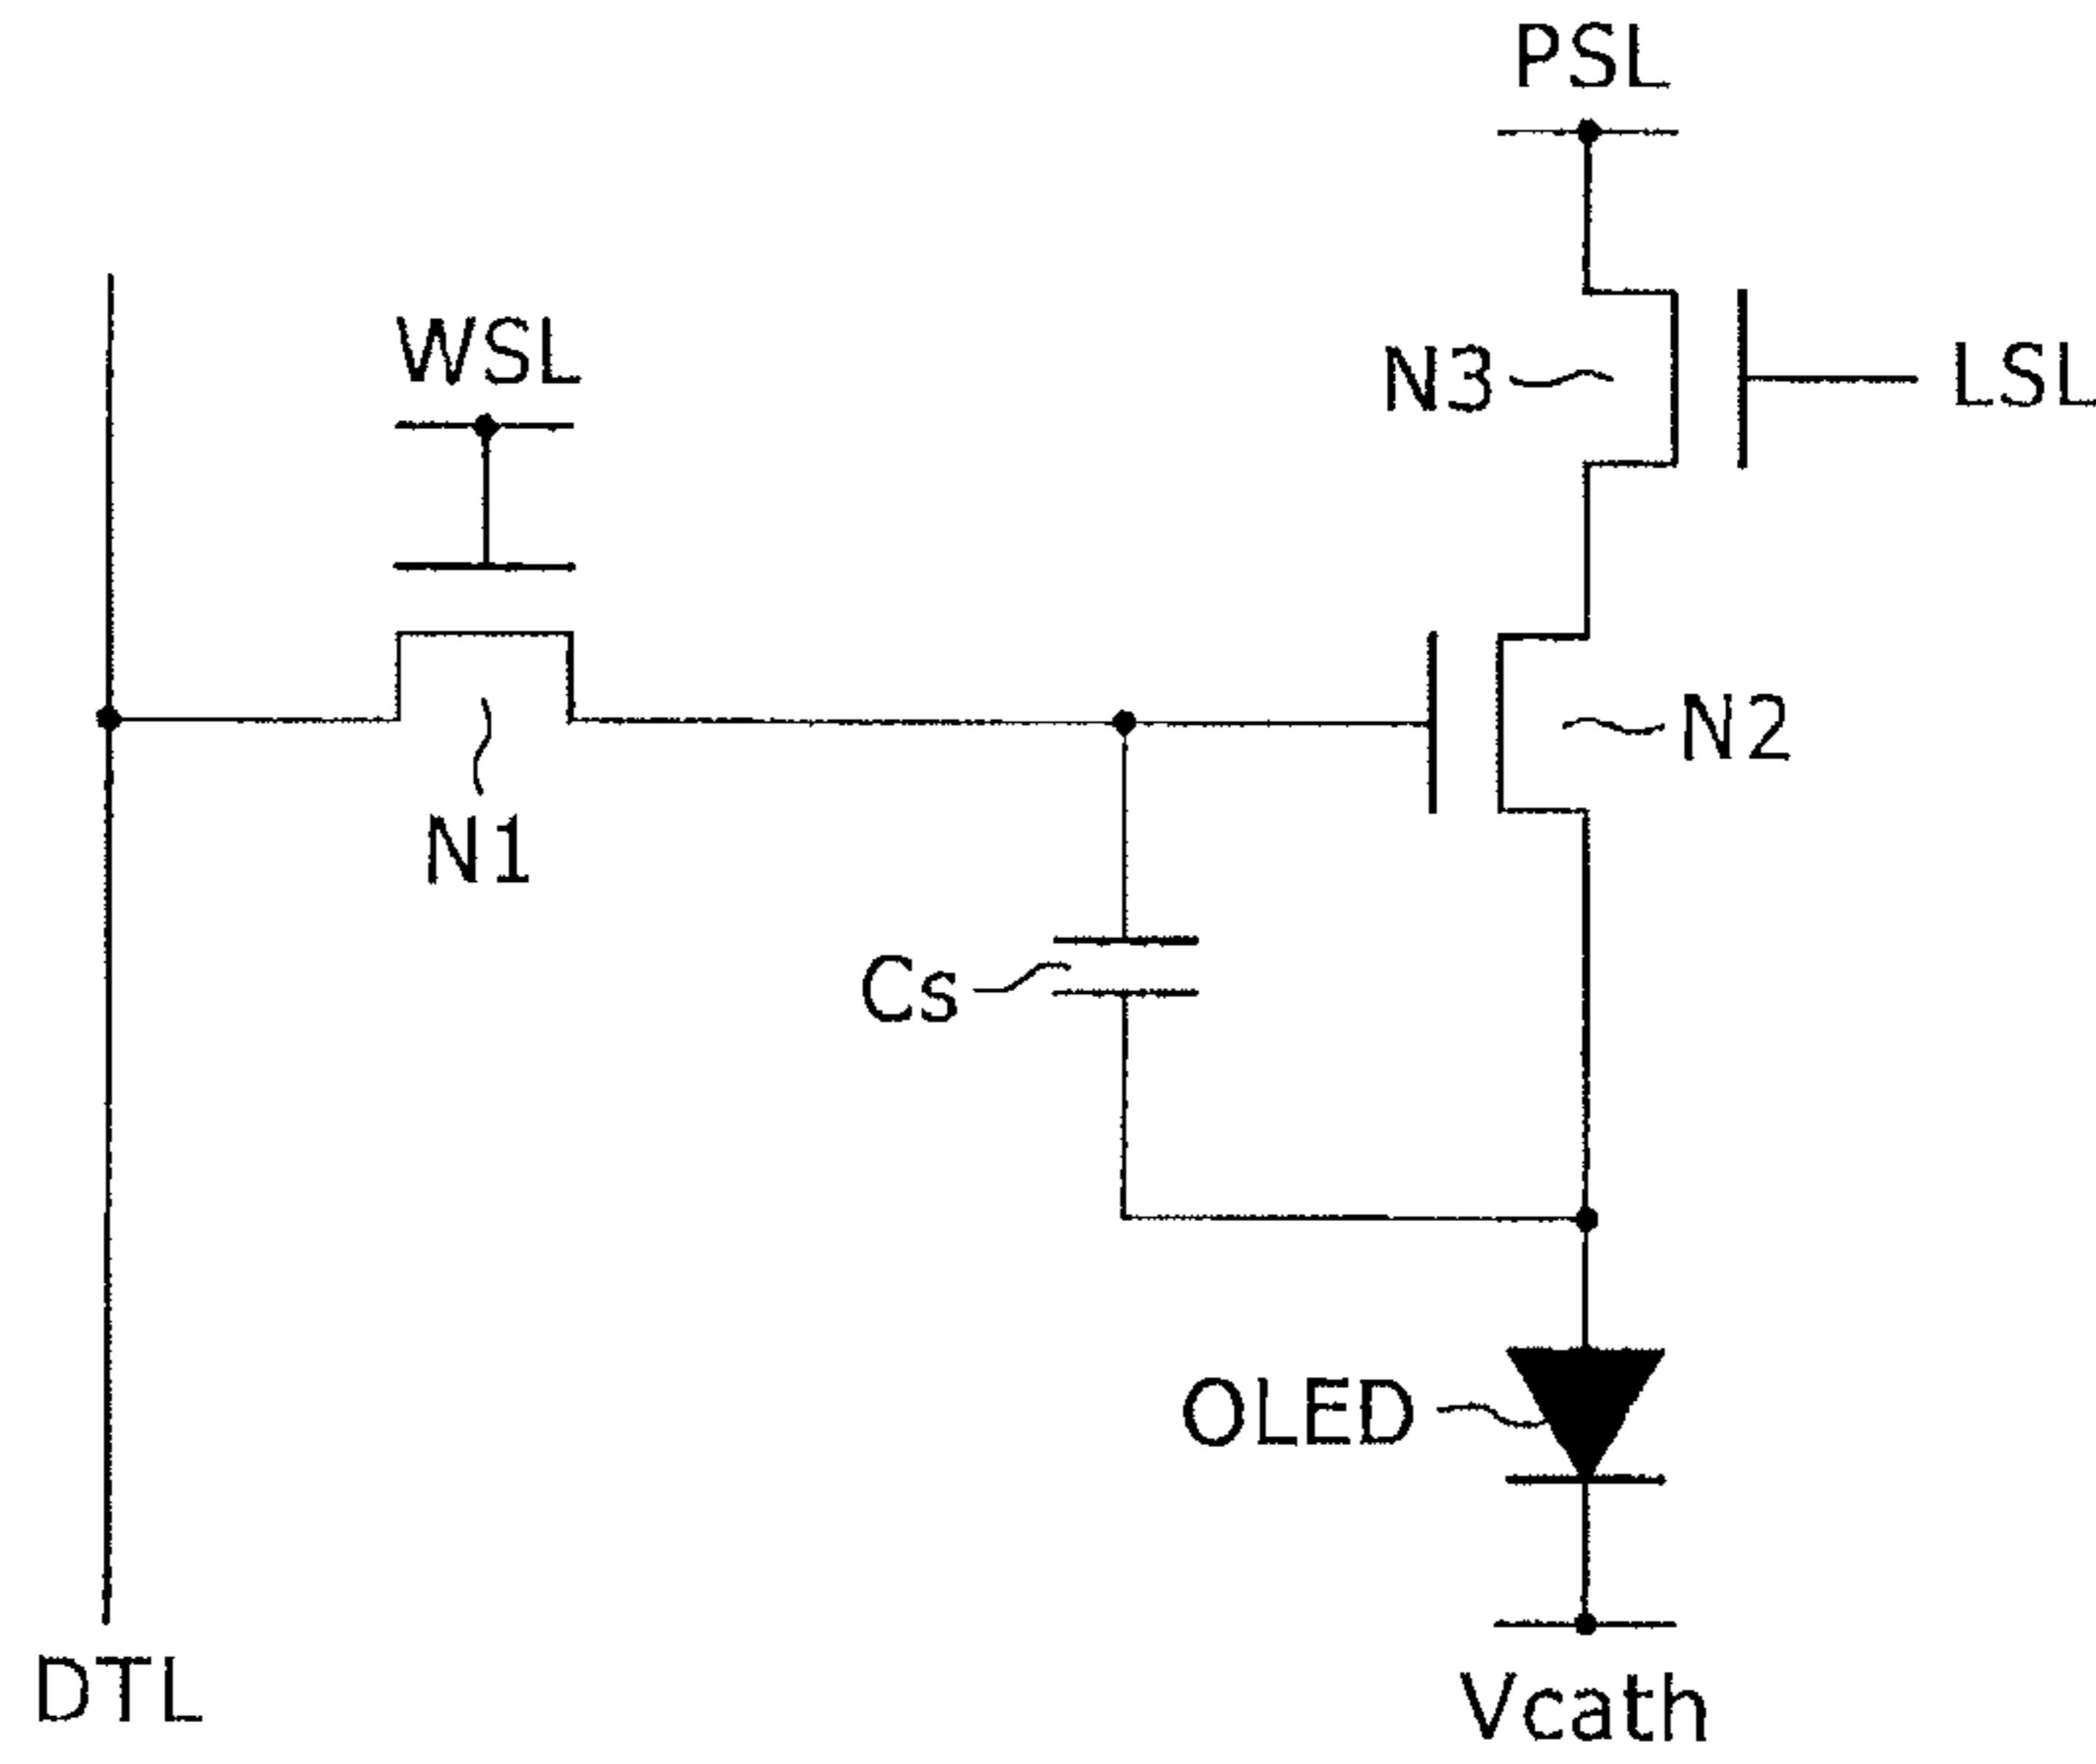 PSL
WSL
N3
LSL
N2
N1
Cs
OLED
DTL
Vcath